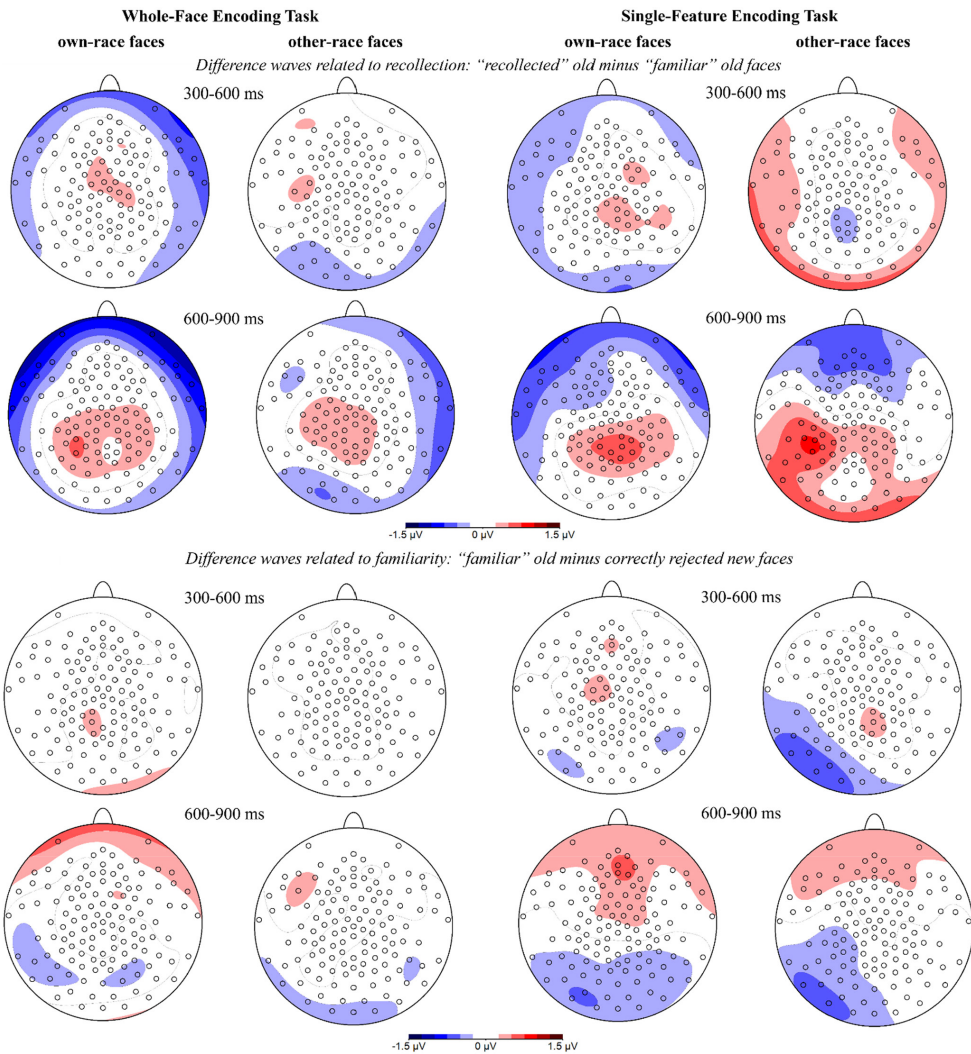 Whole-Face Encoding Task Single-Feature Encoding Task
own-race faces other-race faces own-race faces other-race faces
Difference waves related to recollection: “recollected” old minus “familiar” old faces
300-600 ms 300-600 ms
600-900 ms 600-900 ms
-1.5 µV 0 µV 1.5 µV
Difference waves related to familiarity: “familiar” old minus correctly rejected new faces
300-600 ms 300-600 ms
600-900 ms 600-900 ms
-1.5 µV 0 µV 1.5 µV